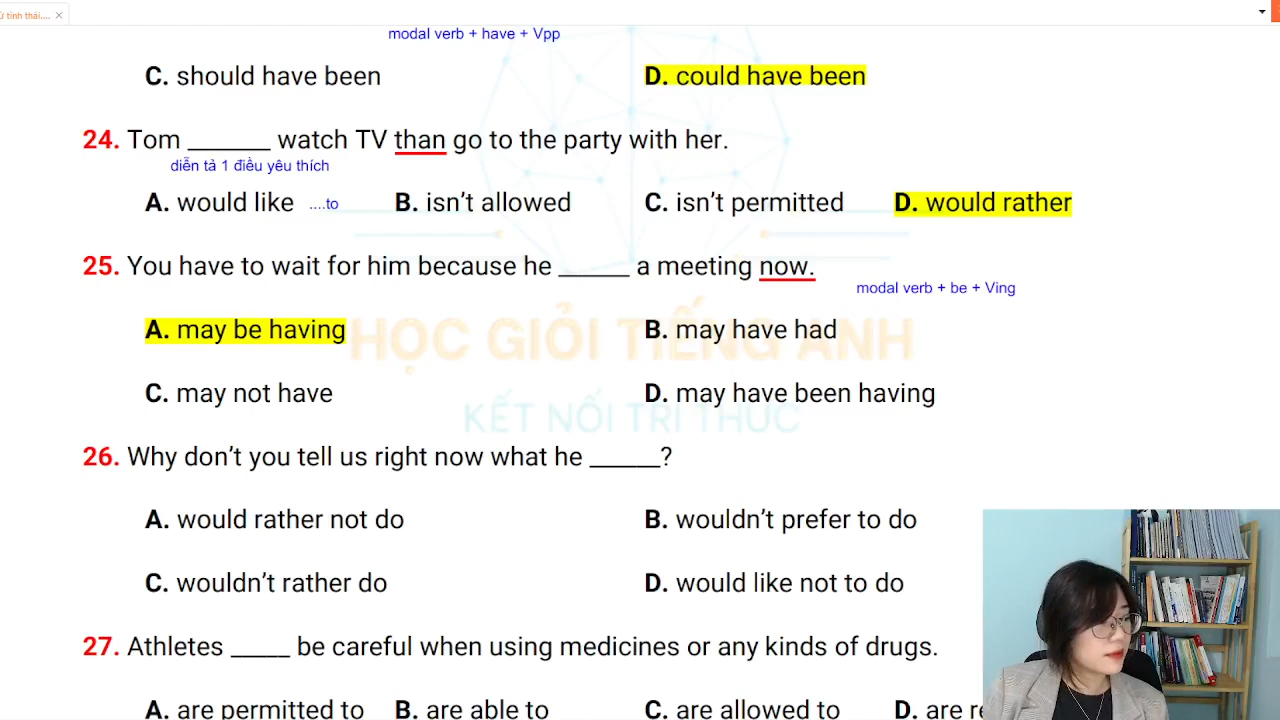 ừ tình thái....
modal verb + have + Vpp
C. should have been D. could have been
24. Tom ______ watch TV than go to the party with her.
diễn tả 1 điều yêu thích
A. would like ....to B. isn’t allowed C. isn’t permitted D. would rather
25. You have to wait for him because he _____ a meeting now.
modal verb + be + Ving
A. may be having B. may have had
HỌC GIỎI TIẾNG ANH
C. may not have D. may have been having
KẾT NỐI TRI THỨC
26. Why don’t you tell us right now what he _____?
A. would rather not do B. wouldn’t prefer to do
C. wouldn’t rather do D. would like not to do
27. Athletes ____ be careful when using medicines or any kinds of drugs.
A. are permitted to B. are able to C. are allowed to D. are